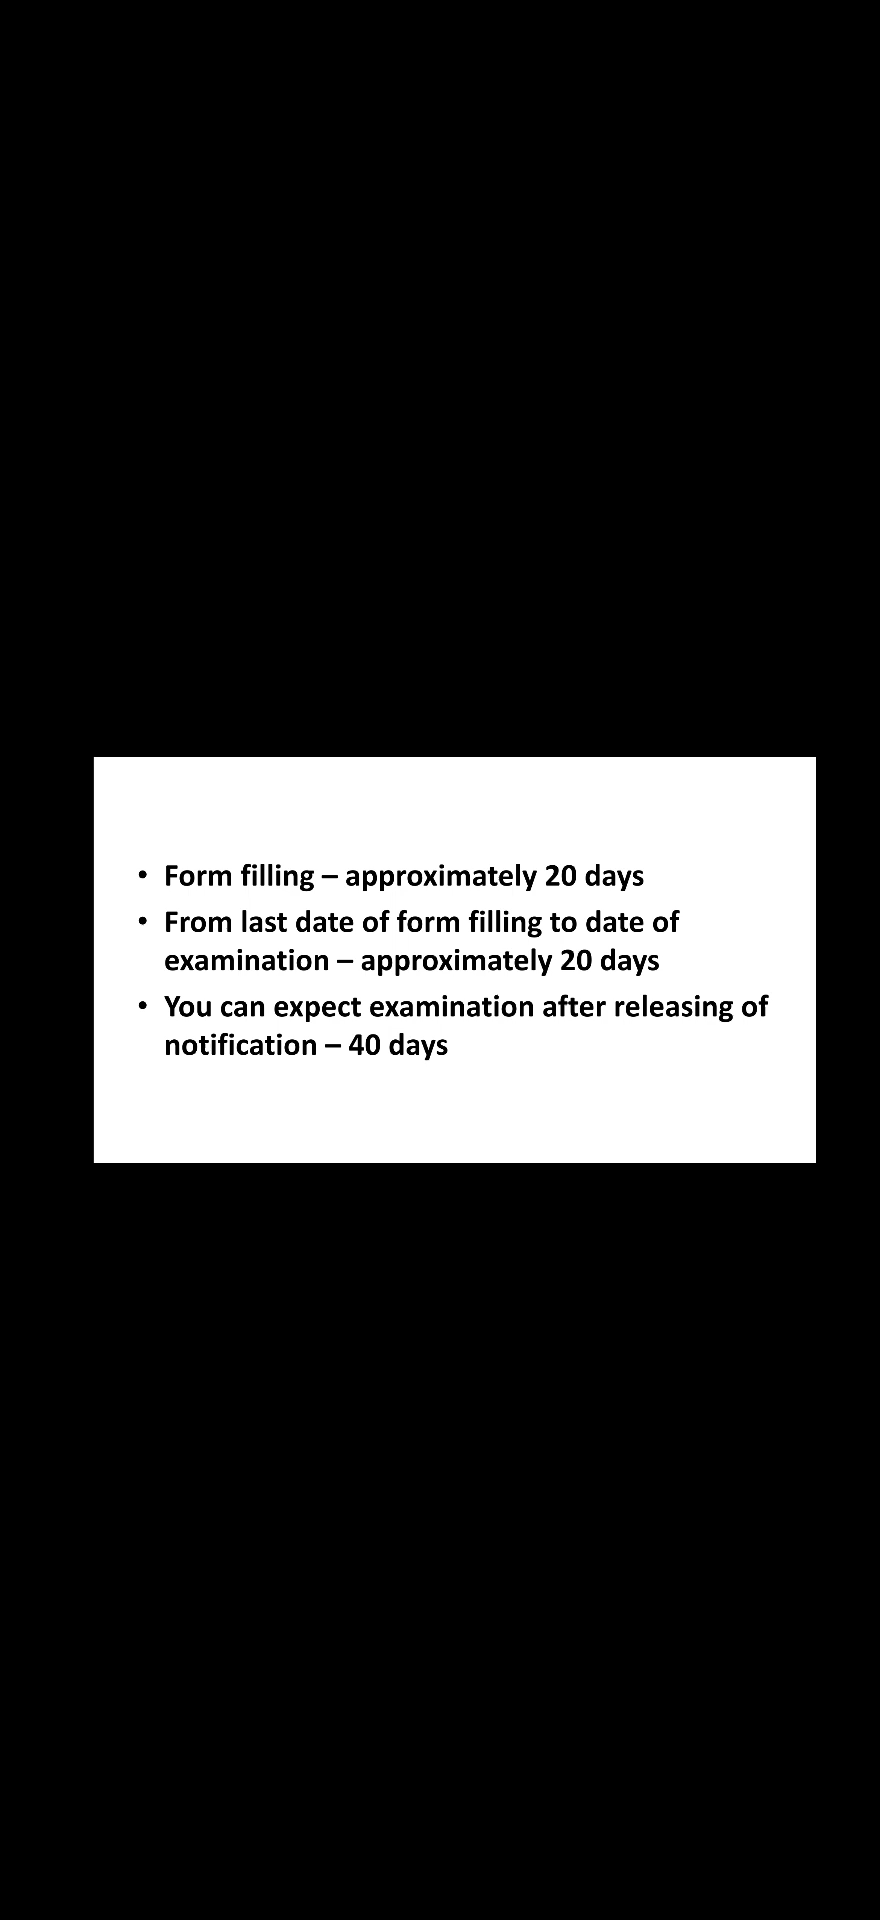 • Form filling – approximately 20 days
• From last date of form filling to date of
examination – approximately 20 days
• You can expect examination after releasing of
notification – 40 days